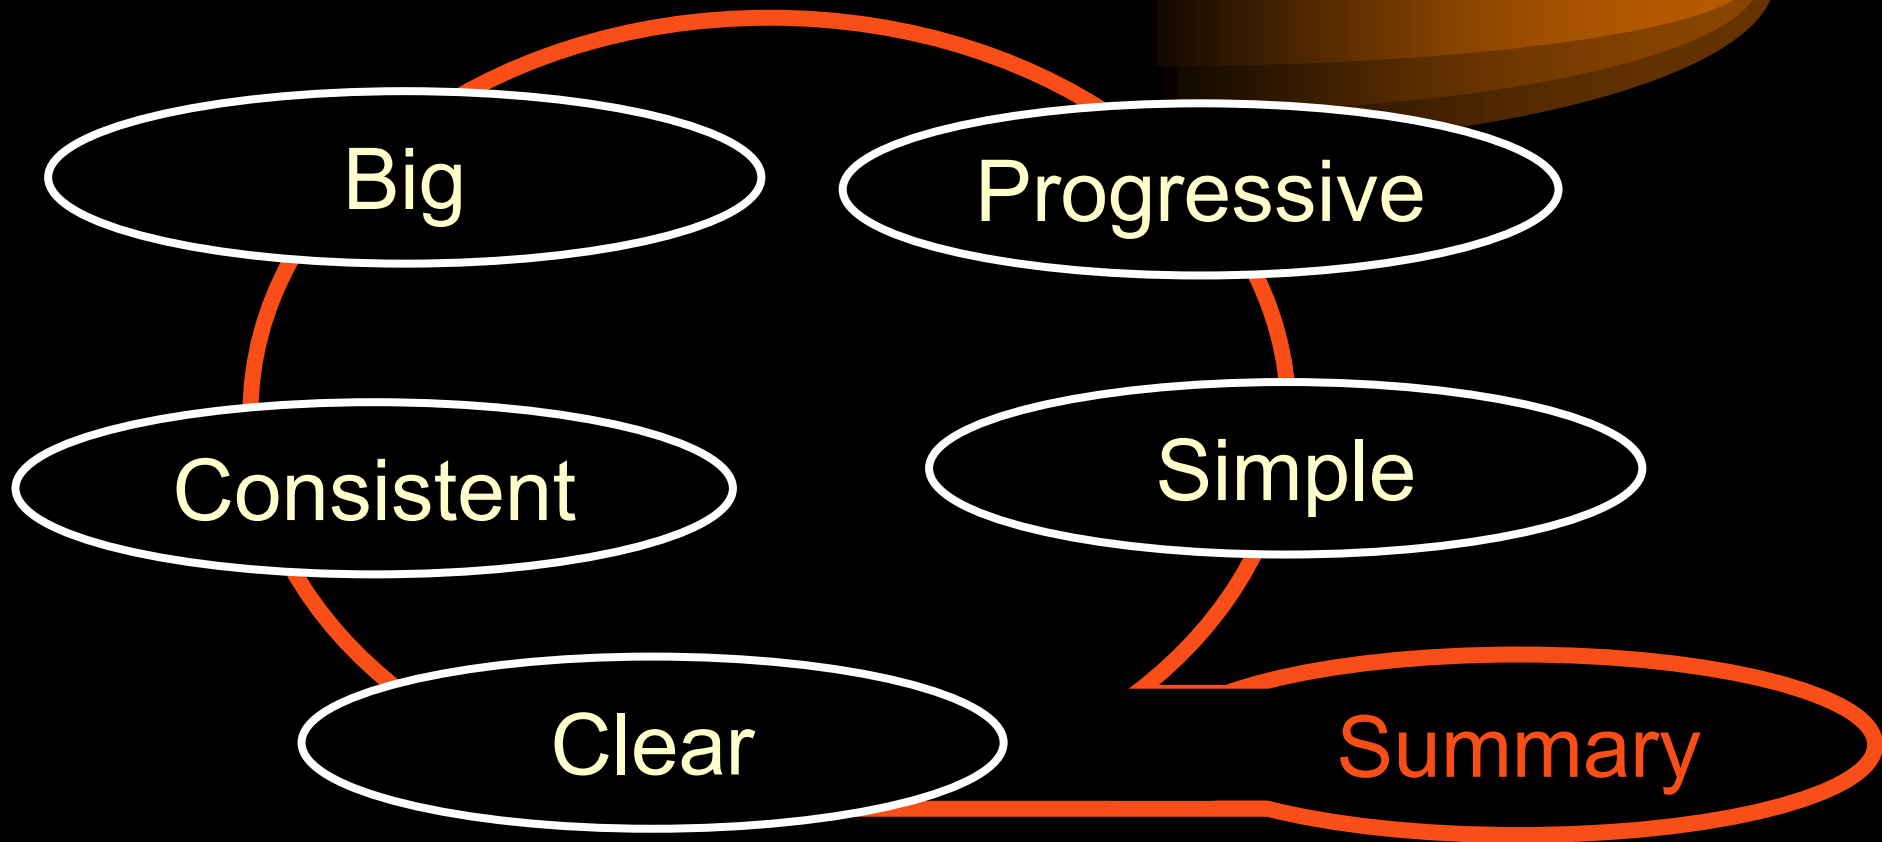 Big
Progressive
Consistent
Simple
Clear
Summary